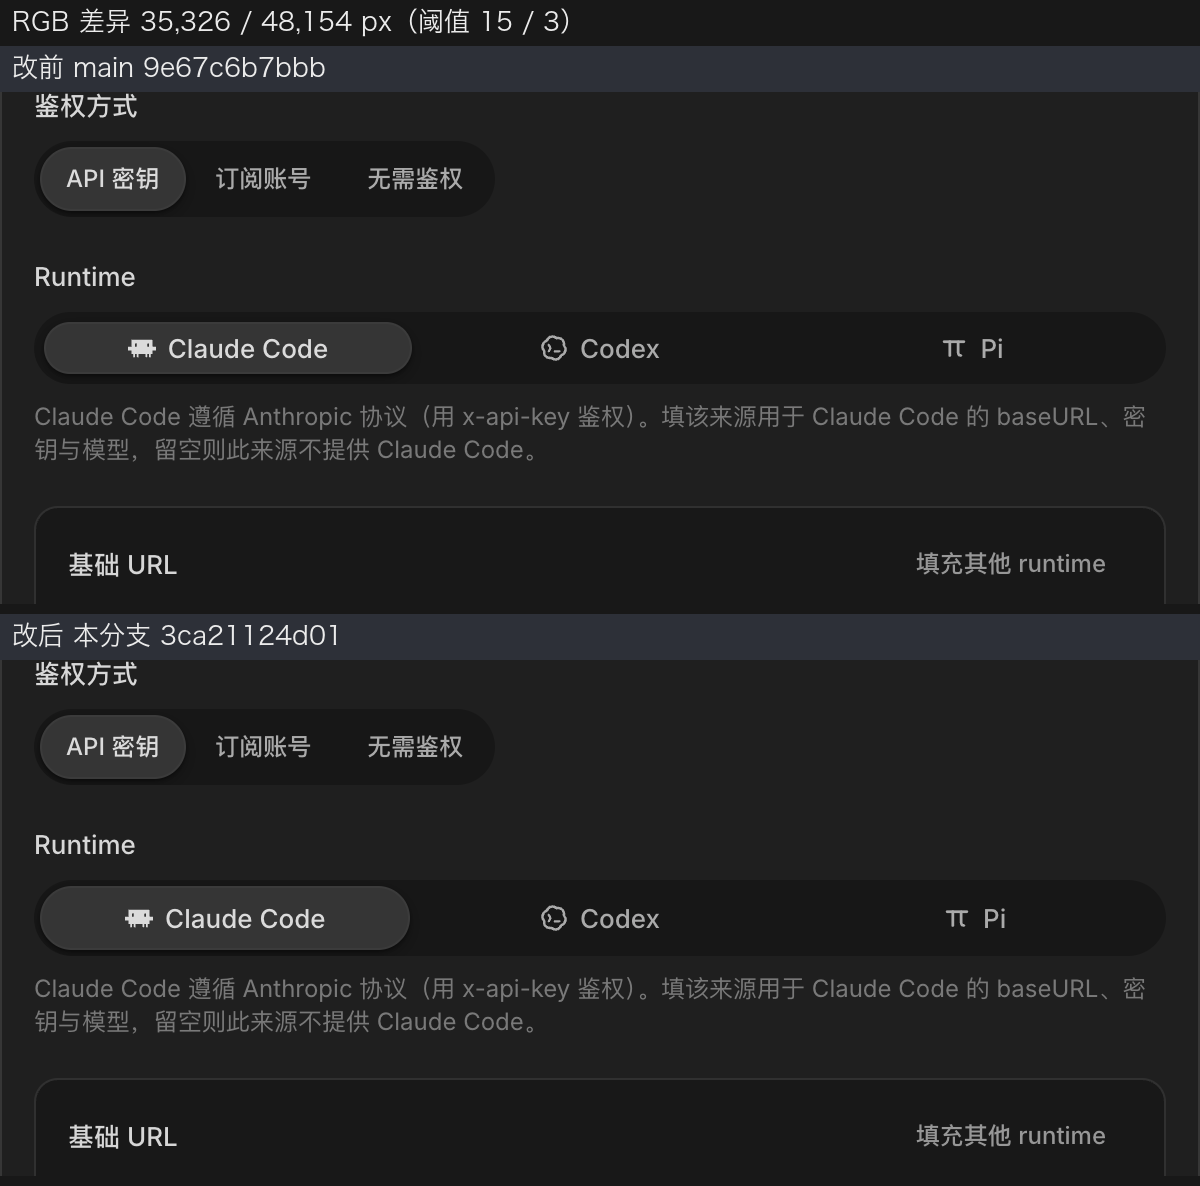 RGB 差异 35,326 / 48,154 px（阈值 15 / 3）
改前 main 9e67c6b7bbb
鉴权方式
API 密钥 订阅账号 无需鉴权
Runtime
Claude Code Codex Pi
Claude Code 遵循 Anthropic 协议（用 x-api-key 鉴权）。填该来源用于 Claude Code 的 baseURL、密
钥与模型，留空则此来源不提供 Claude Code。
基础 URL 填充其他 runtime
改后 本分支 3ca21124d01
鉴权方式
API 密钥 订阅账号 无需鉴权
Runtime
Claude Code Codex Pi
Claude Code 遵循 Anthropic 协议（用 x-api-key 鉴权）。填该来源用于 Claude Code 的 baseURL、密
钥与模型，留空则此来源不提供 Claude Code。
基础 URL 填充其他 runtime